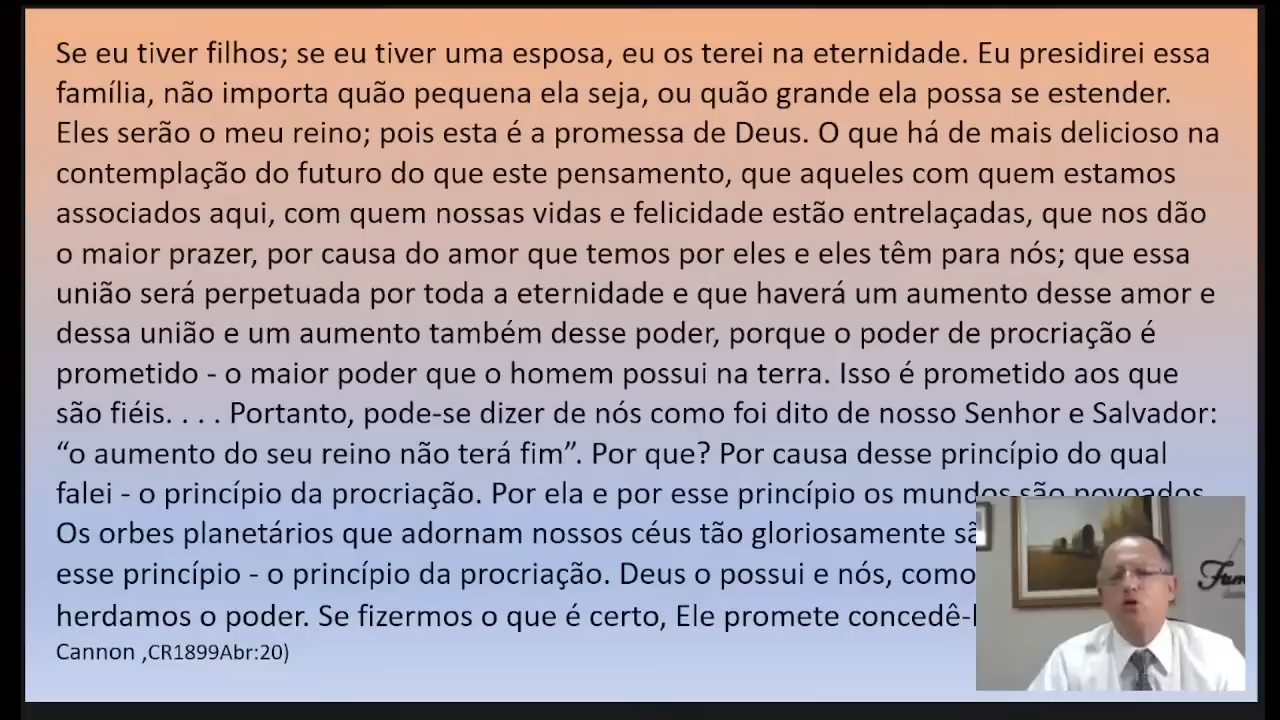 Se eu tiver filhos; se eu tiver uma esposa, eu os terei na eternidade. Eu presidirei essa
família, não importa quão pequena ela seja, ou quão grande ela possa se estender.
Eles serão o meu reino; pois esta é a promessa de Deus. O que há de mais delicioso na
contemplação do futuro do que este pensamento, que aqueles com quem estamos
associados aqui, com quem nossas vidas e felicidade estão entrelaçadas, que nos dão
o maior prazer, por causa do amor que temos por eles e eles têm para nós; que essa
união será perpetuada por toda a eternidade e que haverá um aumento desse amor e
dessa união e um aumento também desse poder, porque o poder de procriação é
prometido - o maior poder que o homem possui na terra. Isso é prometido aos que
são fiéis. . . . Portanto, pode-se dizer de nós como foi dito de nosso Senhor e Salvador:
“o aumento do seu reino não terá fim”. Por que? Por causa desse princípio do qual
falei - o princípio da procriação. Por ela e por esse princípio os mundos são povoados.
Os orbes planetários que adornam nossos céus tão gloriosamente
esse princípio - o princípio da procriação. Deus o possui e nós, como
herdamos o poder. Se fizermos o que é certo, Ele promete
Cannon ,CR1899Abr:20)